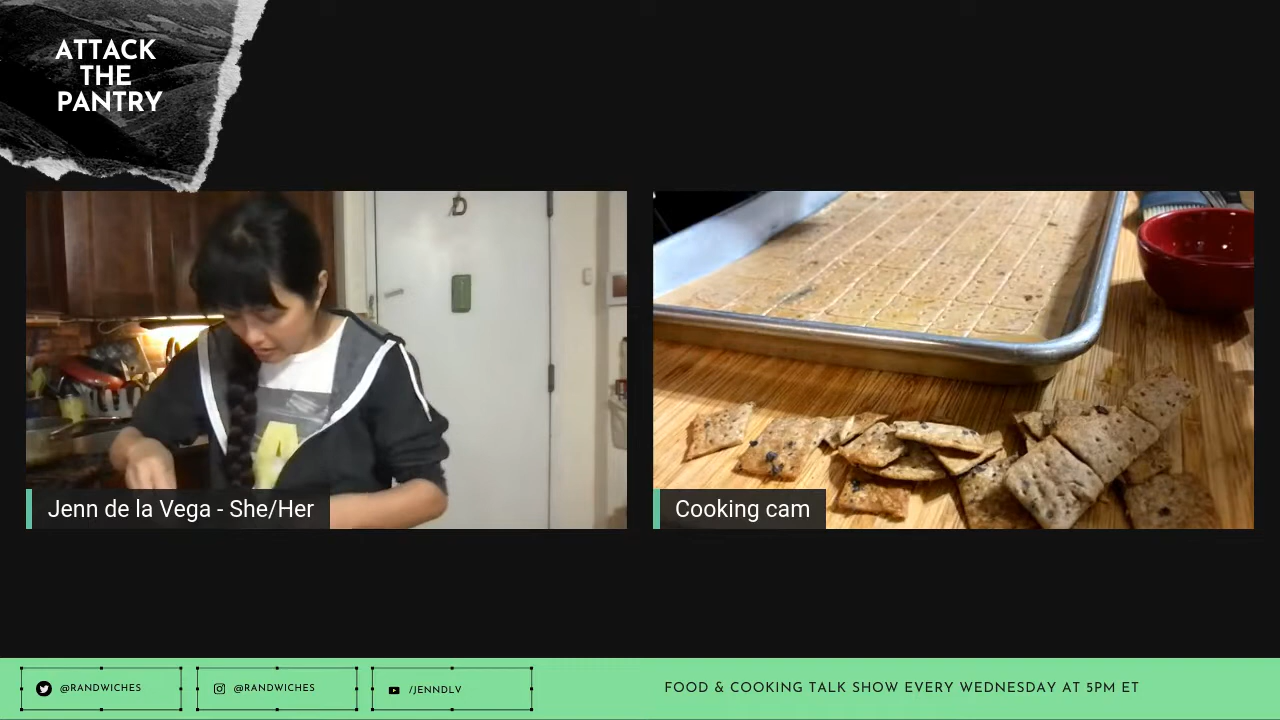 ATTACK
THE
PANTRY
Jenn de la Vega - She/Her
Cooking cam
@RANDWICHES
@RANDWICHES
/JENNDLV
FOOD & COOKING TALK SHOW EVERY WEDNESDAY AT 5PM ET